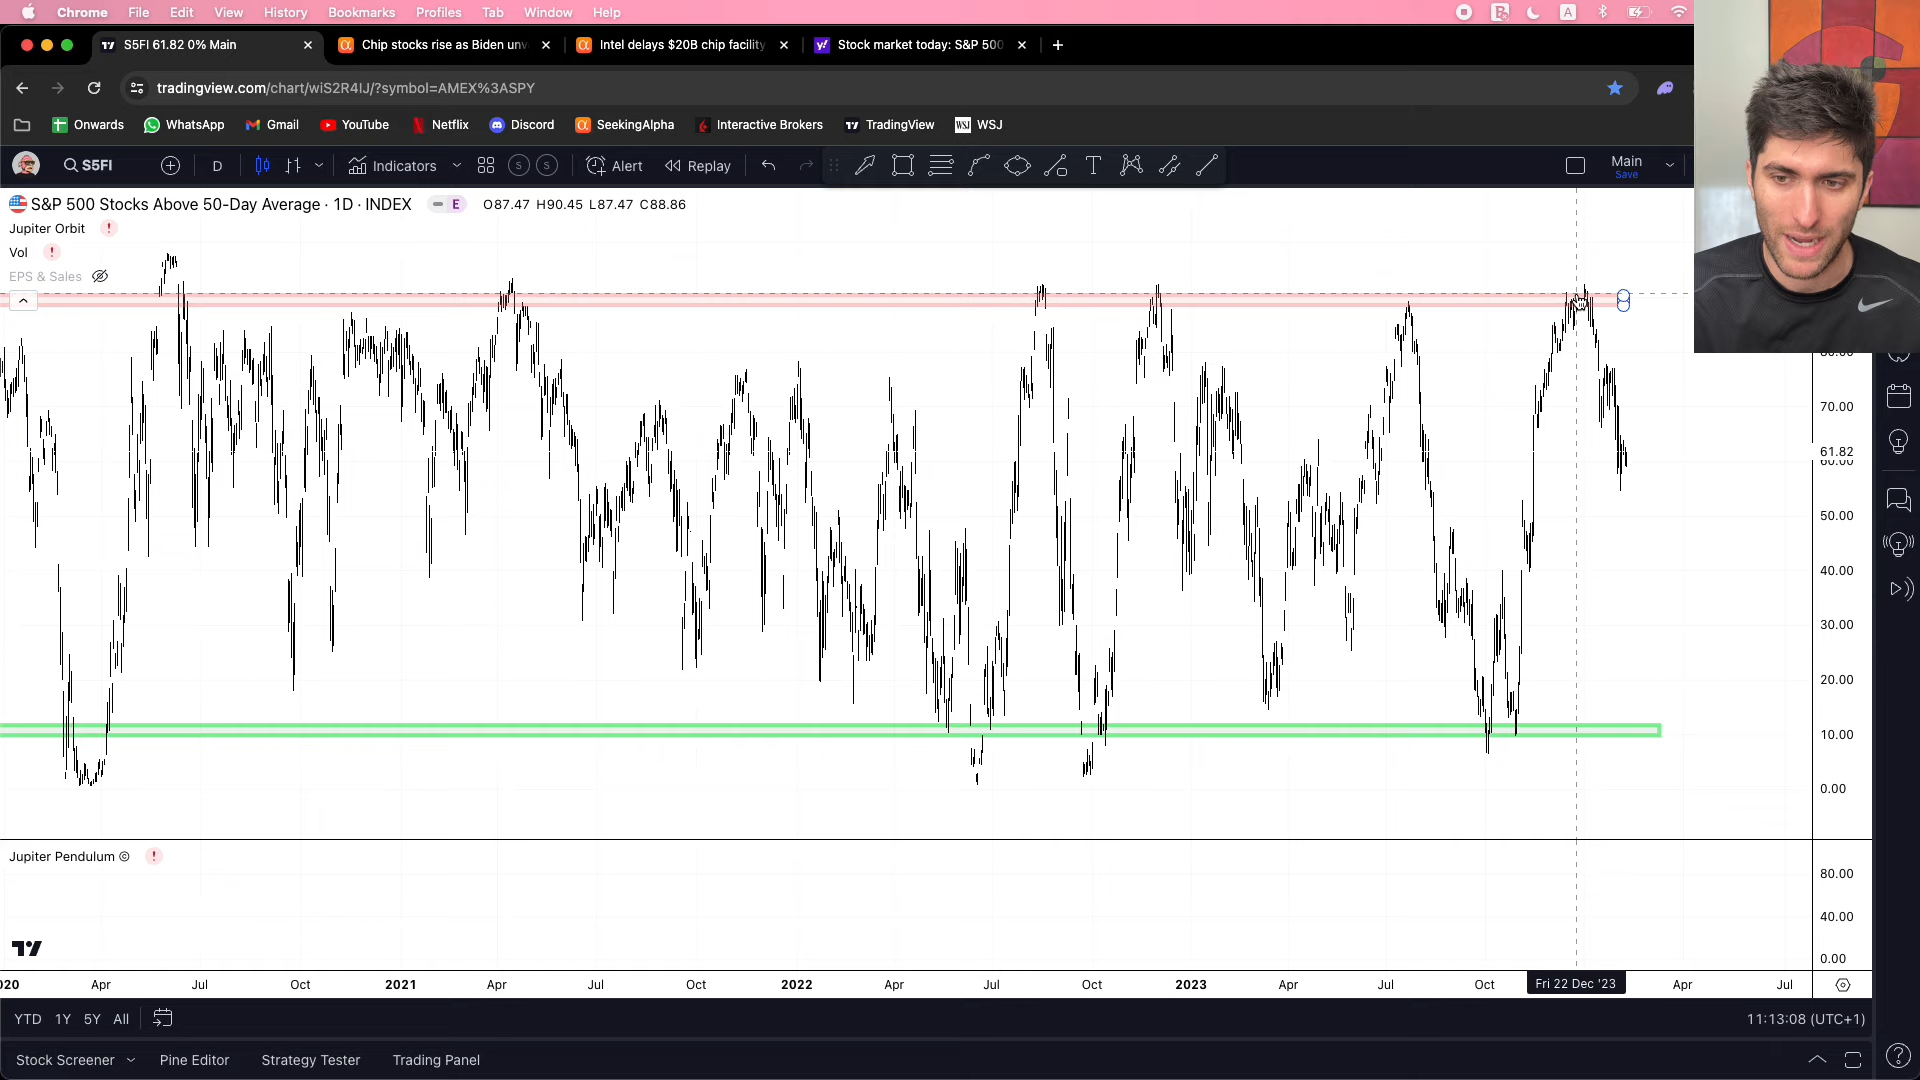 Chrome File Edit View History Bookmarks Profiles Tab Window Help
S5FI 61.82 0% Main
Chip stocks rise as Biden unv
Intel delays $20B chip facility
Stock market today: S&P 500
tradingview.com/chart/wiS2R4IJ/?symbol=AMEX%3ASPY
Onwards WhatsApp Gmail YouTube Netflix Discord SeekingAlpha Interactive Brokers TradingView WSJ
S5FI D Indicators Alert Replay Main
Save
S&P 500 Stocks Above 50-Day Average · 1D · INDEX E O87.47 H90.45 L87.47 C88.86
Jupiter Orbit
Vol
EPS & Sales
70.00
61.82
50.00
40.00
30.00
20.00
10.00
0.00
Jupiter Pendulum
80.00
40.00
0.00
020 Apr Jul Oct 2021 Apr Jul Oct 2022 Apr Jul Oct 2023 Apr Jul Oct Fri 22 Dec '23 Apr Jul
YTD 1Y 5Y All 11:13:08 (UTC+1)
Stock Screener Pine Editor Strategy Tester Trading Panel